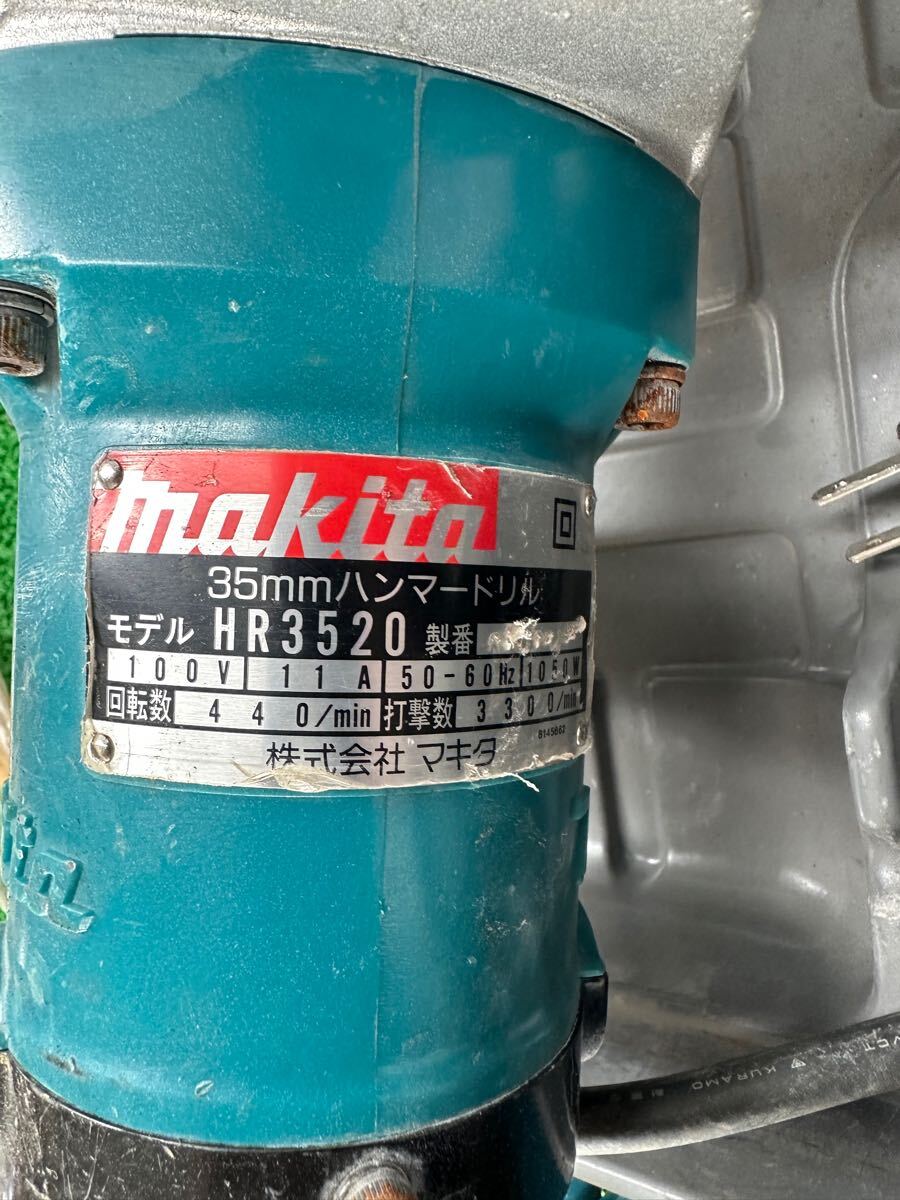 makita
35mmハンマードリル
モデル HR3520 製番
100V 11A 50-60Hz 1050W
回転数 440/min 打撃数 3300/min
株式会社 マキタ
VCT KURAMO